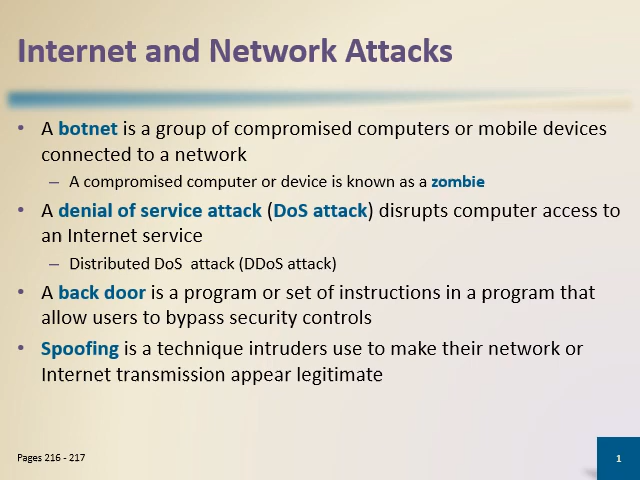 Internet and Network Attacks
• A botnet is a group of compromised computers or mobile devices
connected to a network
– A compromised computer or device is known as a zombie
• A denial of service attack (DoS attack) disrupts computer access to
an Internet service
– Distributed DoS  attack (DDoS attack)
• A back door is a program or set of instructions in a program that
allow users to bypass security controls
• Spoofing is a technique intruders use to make their network or
Internet transmission appear legitimate
Pages 216 - 217
1